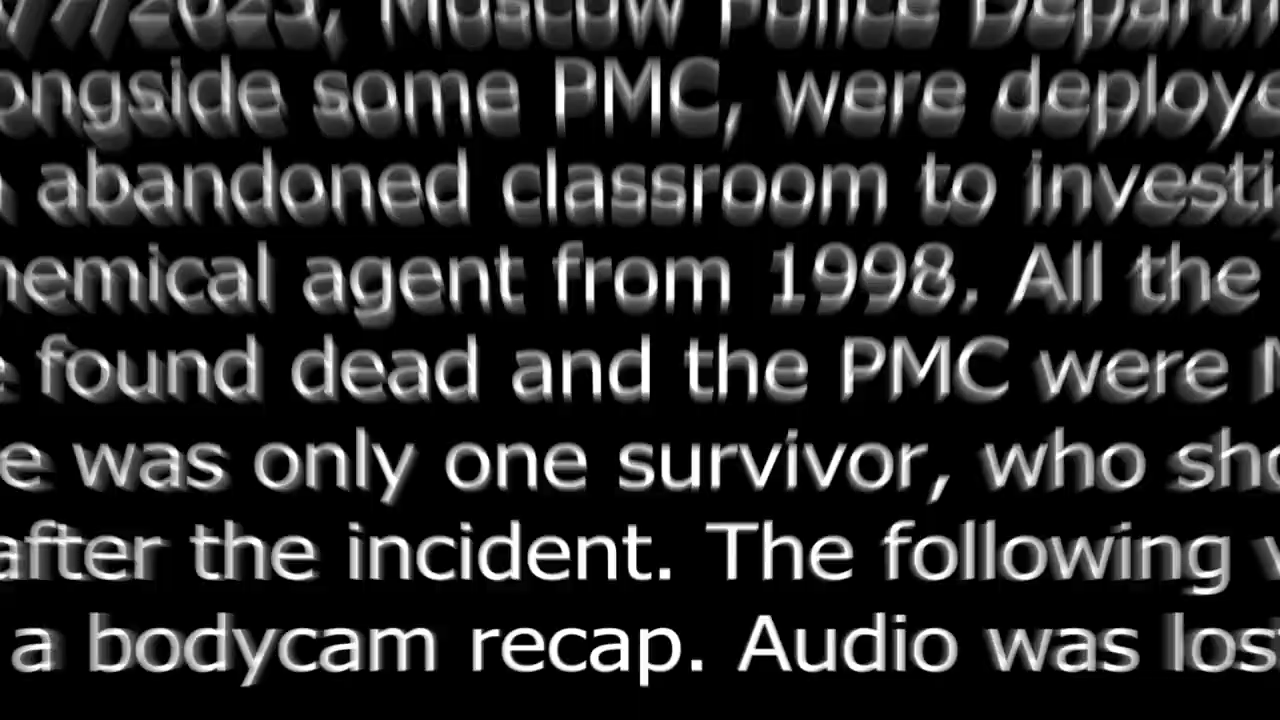 /7/2023, Moscow Police Departm
ongside some PMC, were deploye
abandoned classroom to investi
hemical agent from 1998. All the
found dead and the PMC were
e was only one survivor, who sho
after the incident. The following
a bodycam recap. Audio was los